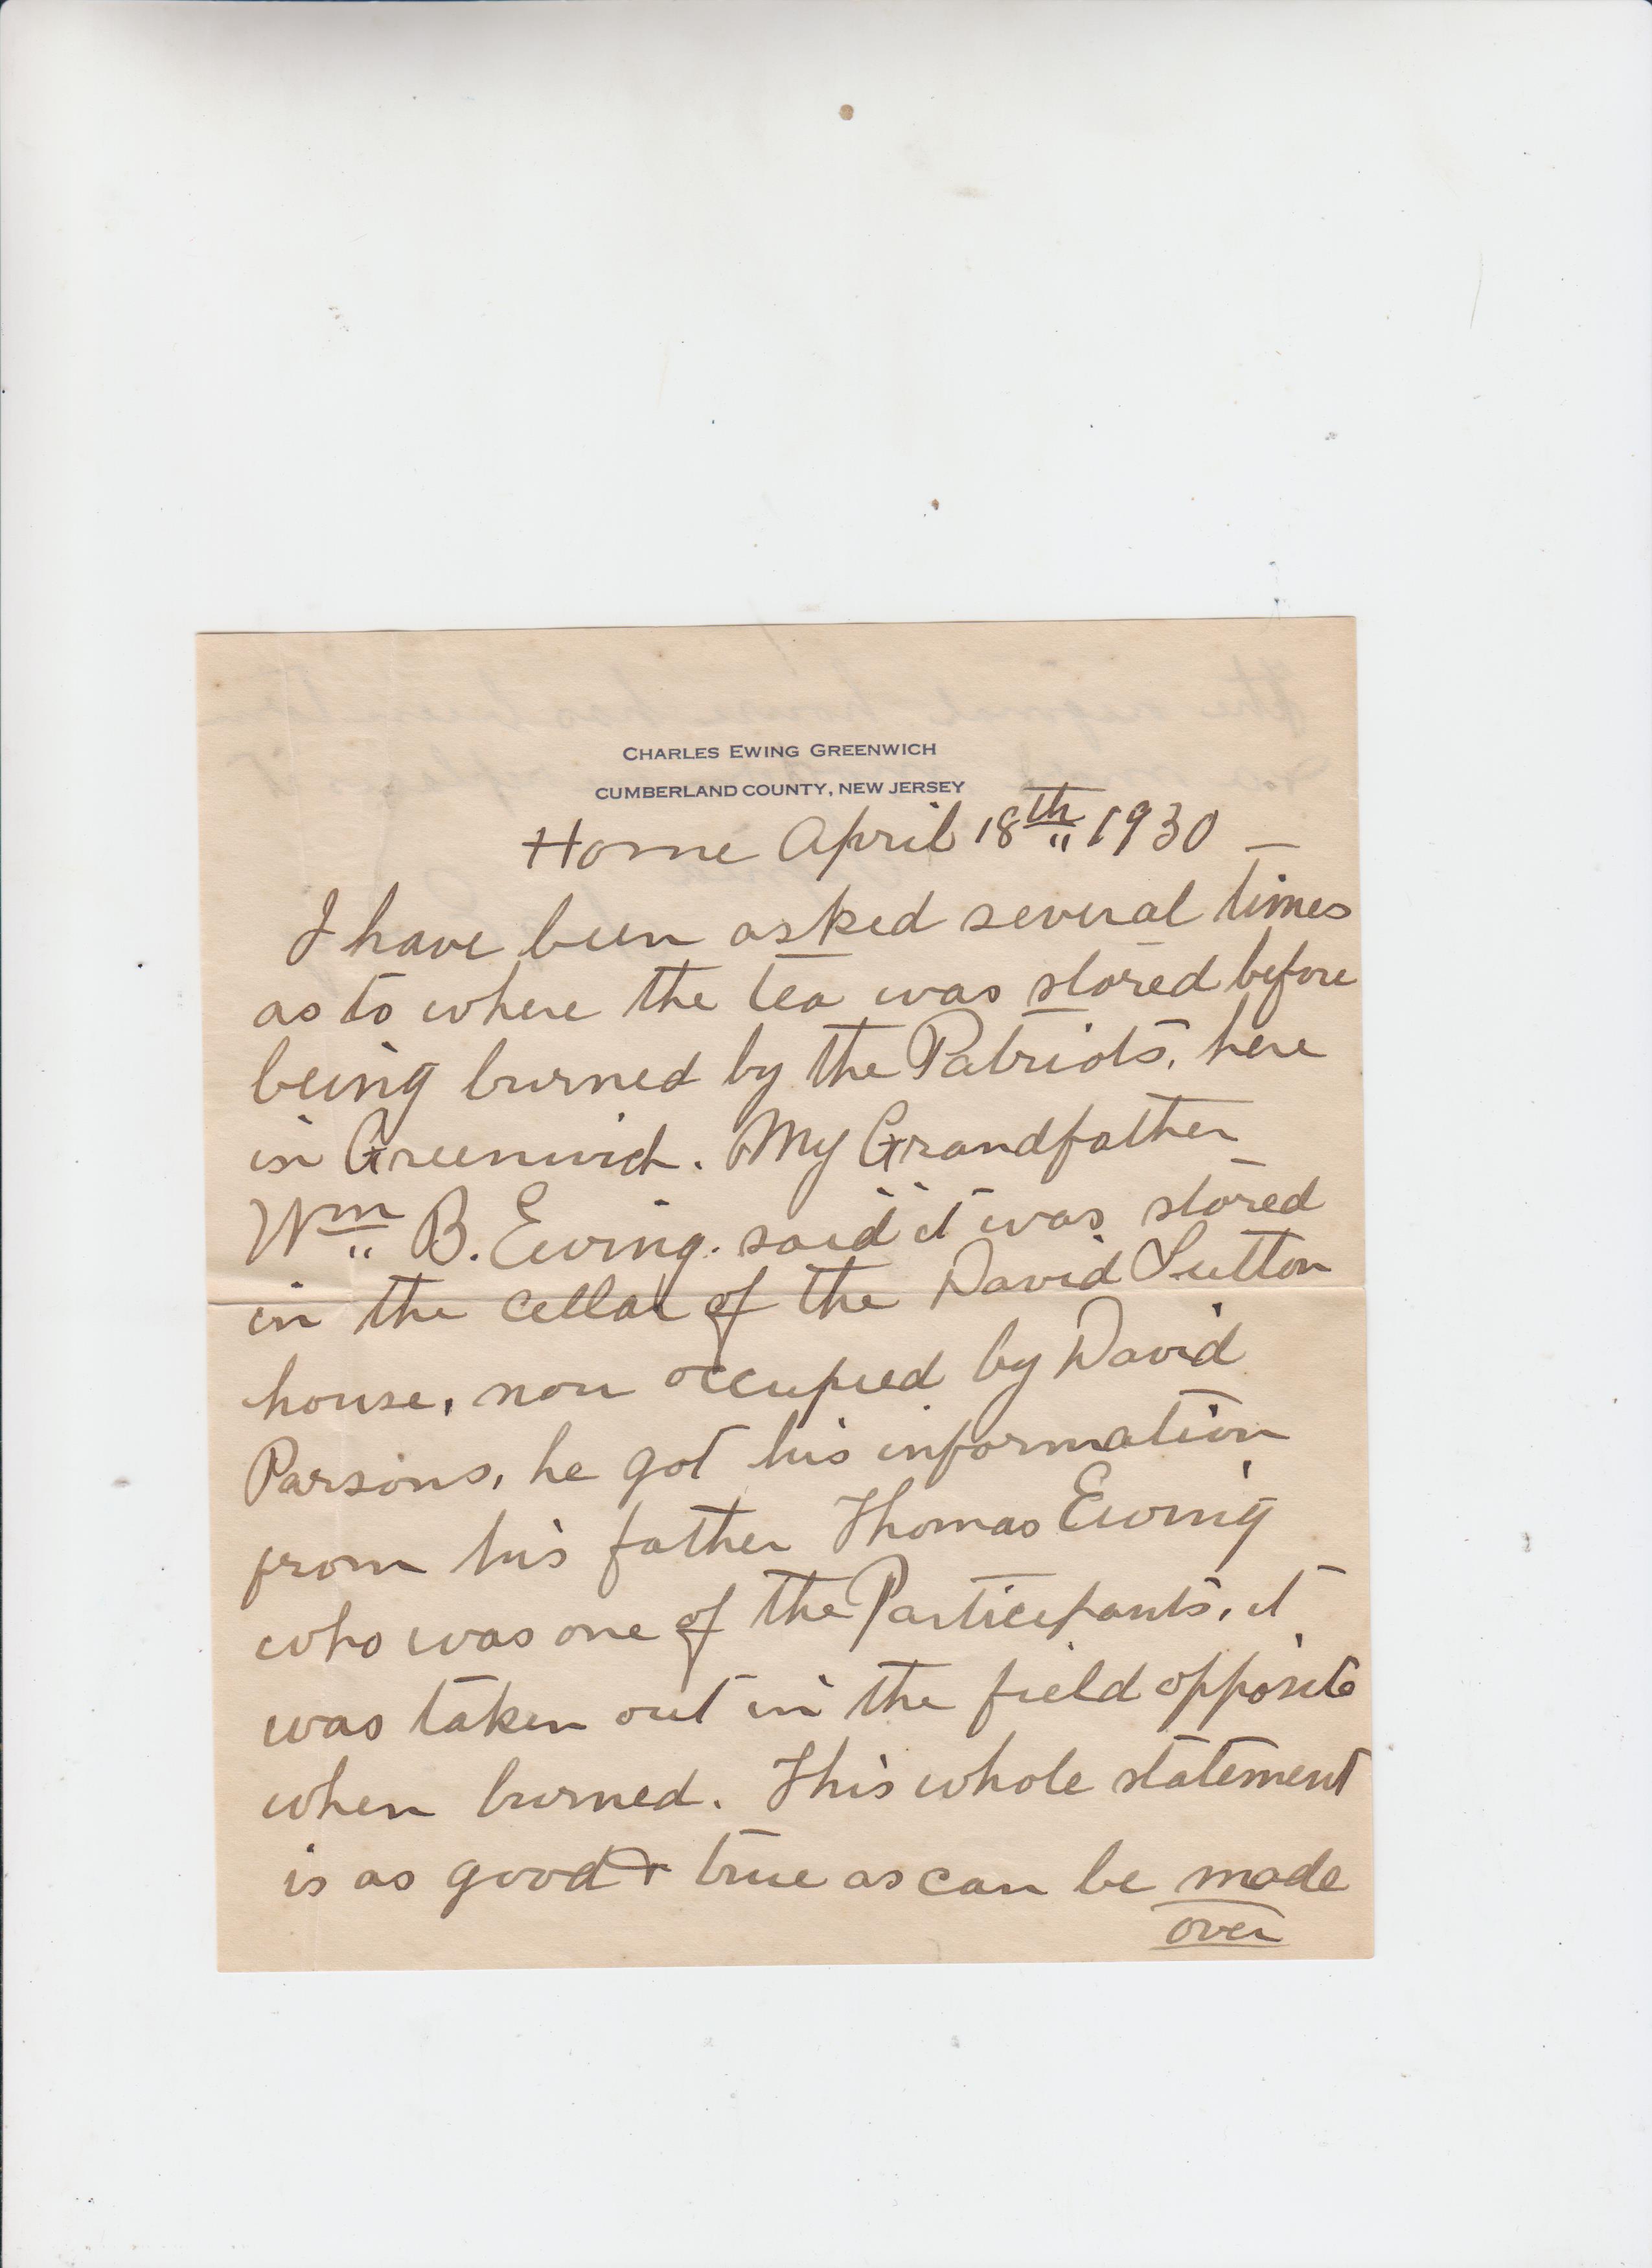 CHARLES EWING GREENWICH
CUMBERLAND COUNTY, NEW JERSEY
Home April 18th 1930 —
I have been asked several times
as to where the tea was stored before
being burned by the Patriots, here
in Greenwich. My Grandfather
Wm B. Ewing. said it was stored
in the cellar of the David Sutton
house, now occupied by David
Parsons, he got his information
from his father Thomas Ewing
who was one of the Participants, it
was taken out in the field opposite
when burned. This whole statement
is as good & true as can be made
over